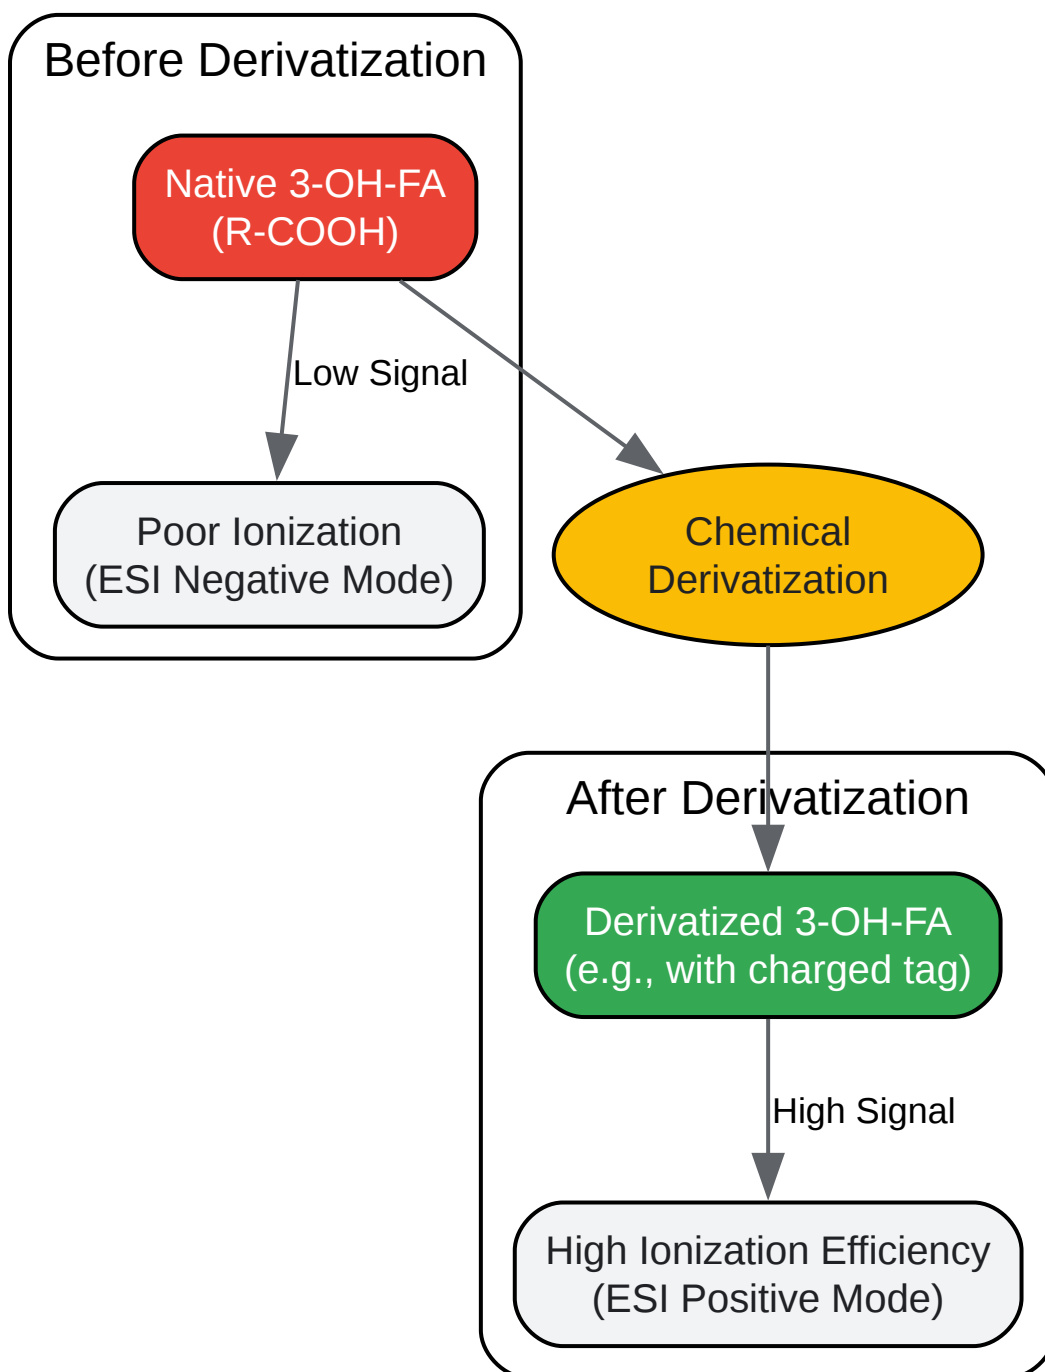 Before Derivatization
Native 3-OH-FA
(R-COOH)
Low Signal
Poor Ionization
(ESI Negative Mode)
Chemical
Derivatization
After Derivatization
Derivatized 3-OH-FA
(e.g., with charged tag)
High Signal
High Ionization Efficiency
(ESI Positive Mode)